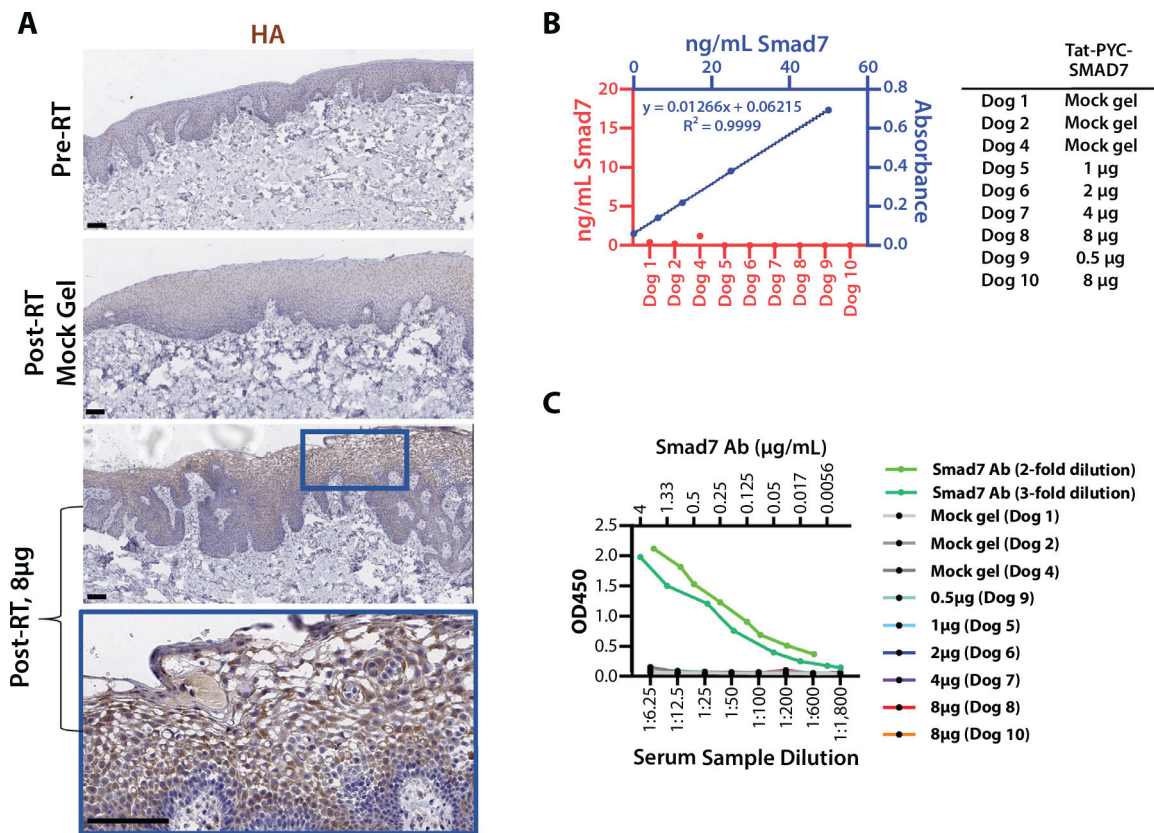 A
HA
Pre-RT
Post-RT
Mock Gel
Post-RT, 8µg
B
ng/mL Smad7
0
20
40
60
20
15
10
5
0
ng/mL Smad7
y = 0.01266x + 0.06215
R² = 0.9999
0.8
0.6
0.4
0.2
0.0
Absorbance
Dog 1
Dog 2
Dog 4
Dog 5
Dog 6
Dog 7
Dog 8
Dog 9
Dog 10
Tat-PYC-
SMAD7
Dog 1 Mock gel
Dog 2 Mock gel
Dog 4 Mock gel
Dog 5 1 µg
Dog 6 2 µg
Dog 7 4 µg
Dog 8 8 µg
Dog 9 0.5 µg
Dog 10 8 µg
C
Smad7 Ab (µg/mL)
4
1.33
0.5
0.25
0.125
0.05
0.017
0.0056
2.5
2.0
1.5
1.0
0.5
0.0
OD450
1:6.25
1:12.5
1:25
1:50
1:100
1:200
1:600
1:1,800
Serum Sample Dilution
Smad7 Ab (2-fold dilution)
Smad7 Ab (3-fold dilution)
Mock gel (Dog 1)
Mock gel (Dog 2)
Mock gel (Dog 4)
0.5µg (Dog 9)
1µg (Dog 5)
2µg (Dog 6)
4µg (Dog 7)
8µg (Dog 8)
8µg (Dog 10)